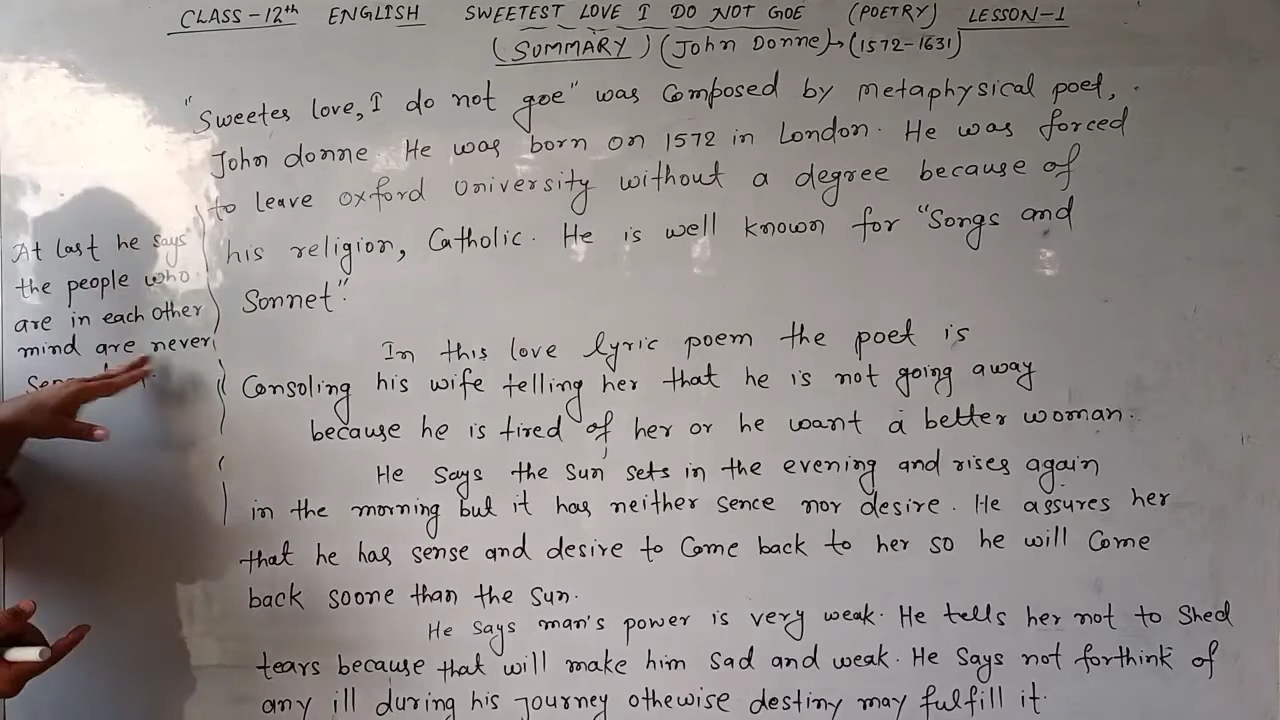 CLASS-12th ENGLISH SWEETEST LOVE I DO NOT GOE (POETRY) LESSON-1
(SUMMARY) (John Donne)→(1572-1631)
"Sweetes love, I do not goe" was composed by metaphysical poet,
John donne. He was born on 1572 in London. He was forced
to leave oxford University without a degree because of
his religion, Catholic. He is well known for "Songs and
Sonnet".
In this love lyric poem the poet is
Consoling his wife telling her that he is not going away
because he is tired of her or he want a better woman.
He says the sun sets in the evening and rises again
in the morning but it has neither sence nor desire. He assures her
that he has sense and desire to Come back to her so he will Come
back soone than the sun.
He says man's power is very weak. He tells her not to shed
tears because that will make him sad and weak. He says not forthink of
any ill during his journey othewise destiny may fulfill it.
At last he says
the people who
are in each other
mind are never